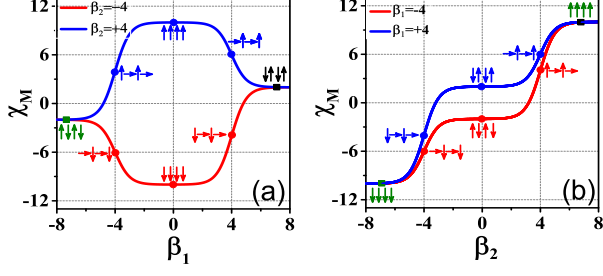 β2=−4
β2=+4
12
6
0
-6
-12
χM
↑↑↑↑
→↑→↑
→↑→↑
↓↑↓↑
↑↓↑↓
→↓→↓
→↓→↓
↓↓↓↓
(a)
-8 -4 0 4 8
β1
β1=-4
β1=+4
12
6
0
-6
-12
χM
↑↑↑↑
→↑→↑
→↑→↑
↓↑↓↑
↑↓↑↓
→↓→↓
→↓→↓
↓↓↓↓
(b)
-8 -4 0 4 8
β2